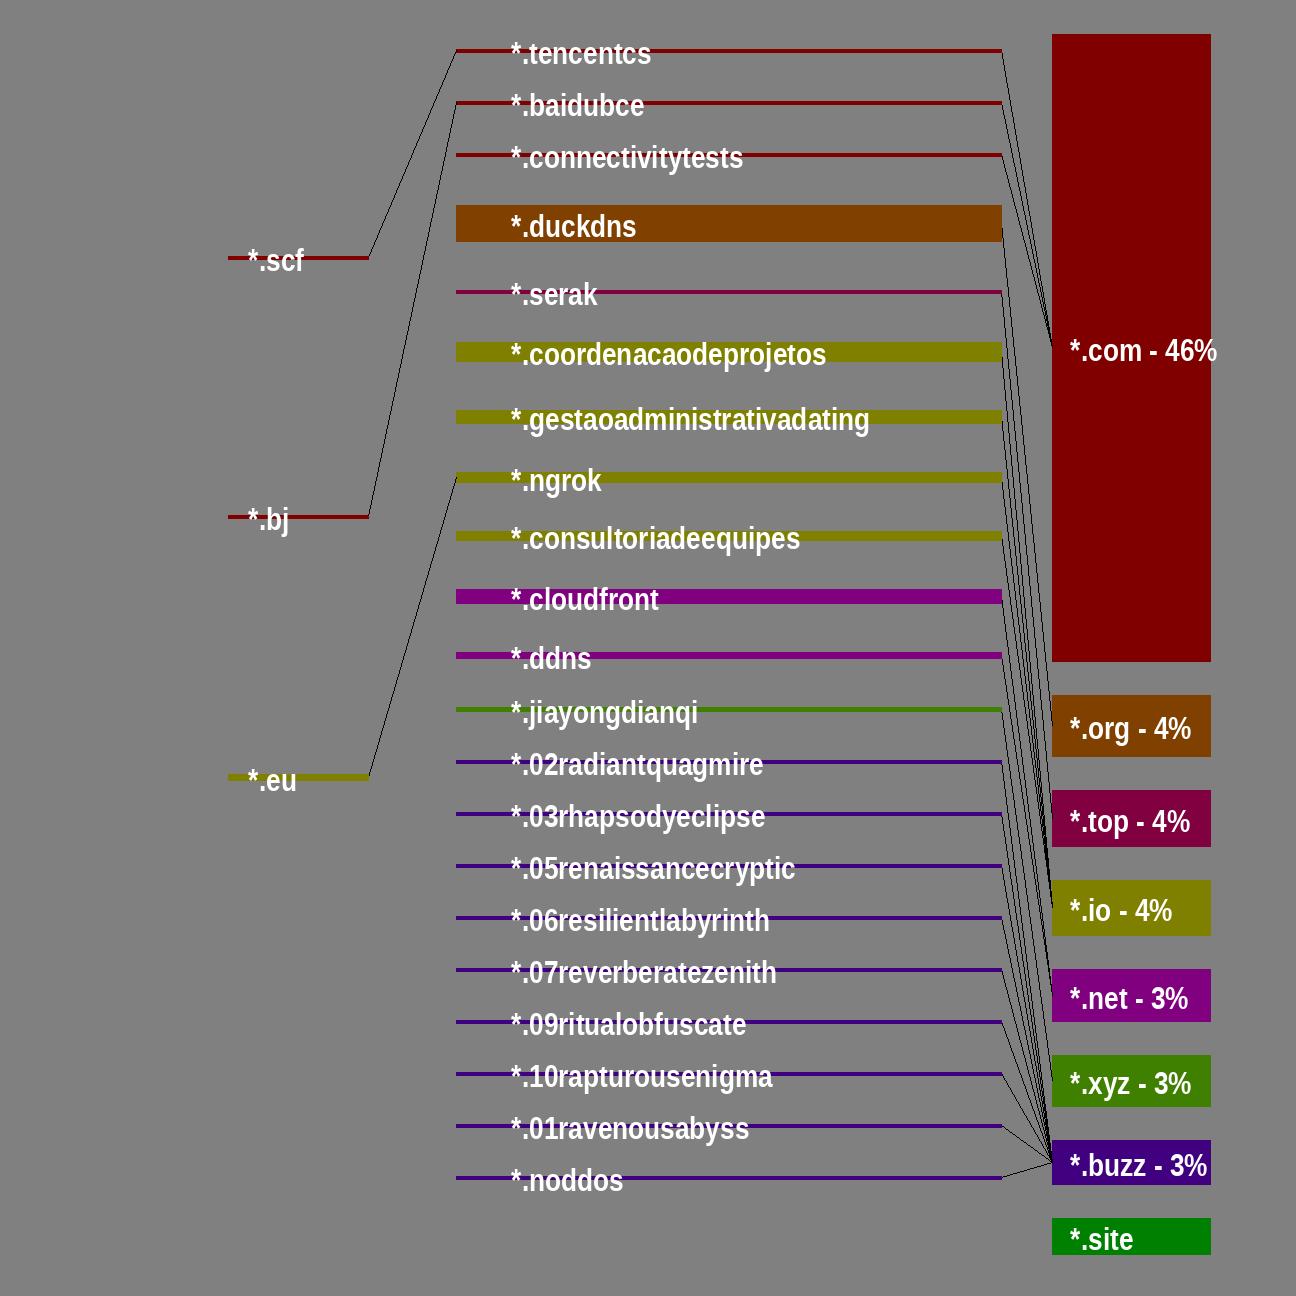 *.scf
*.bj
*.eu
*.tencentcs
*.baidubce
*.connectivitytests
*.duckdns
*.serak
*.coordenacaodeprojetos
*.gestaoadministrativadating
*.ngrok
*.consultoriadeequipes
*.cloudfront
*.ddns
*.jiayongdianqi
*.02radiantquagmire
*.03rhapsodyeclipse
*.05renaissancecryptic
*.06resilientlabyrinth
*.07reverberatezenith
*.09ritualobfuscate
*.10rapturousenigma
*.01ravenousabyss
*.noddos
*.com - 46%
*.org - 4%
*.top - 4%
*.io - 4%
*.net - 3%
*.xyz - 3%
*.buzz - 3%
*.site